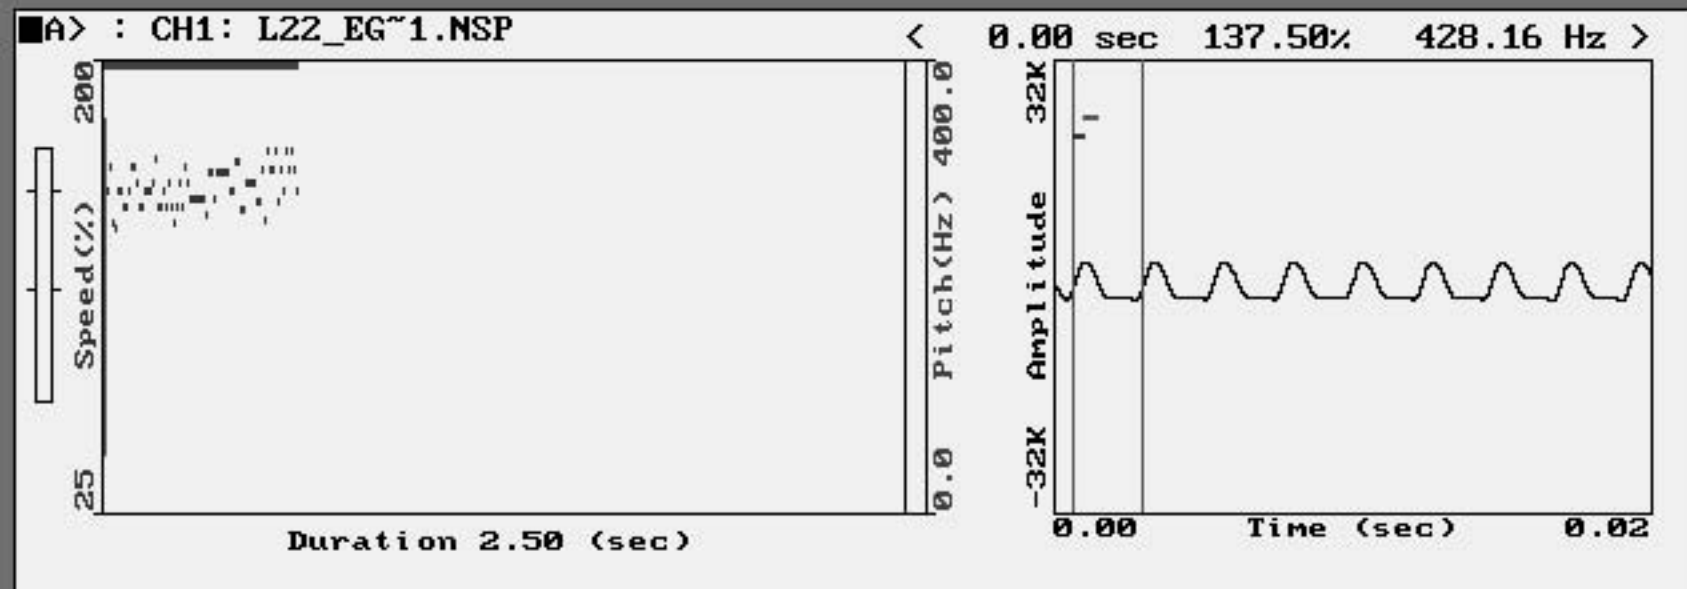 ■A> : CH1: L22_EG~1.NSP
< 0.00 sec 137.50% 428.16 Hz >
25 Speed(%) 200
0.0 Pitch(Hz) 400.0
Duration 2.50 (sec)
-32K Amplitude 32K
0.00 Time (sec) 0.02